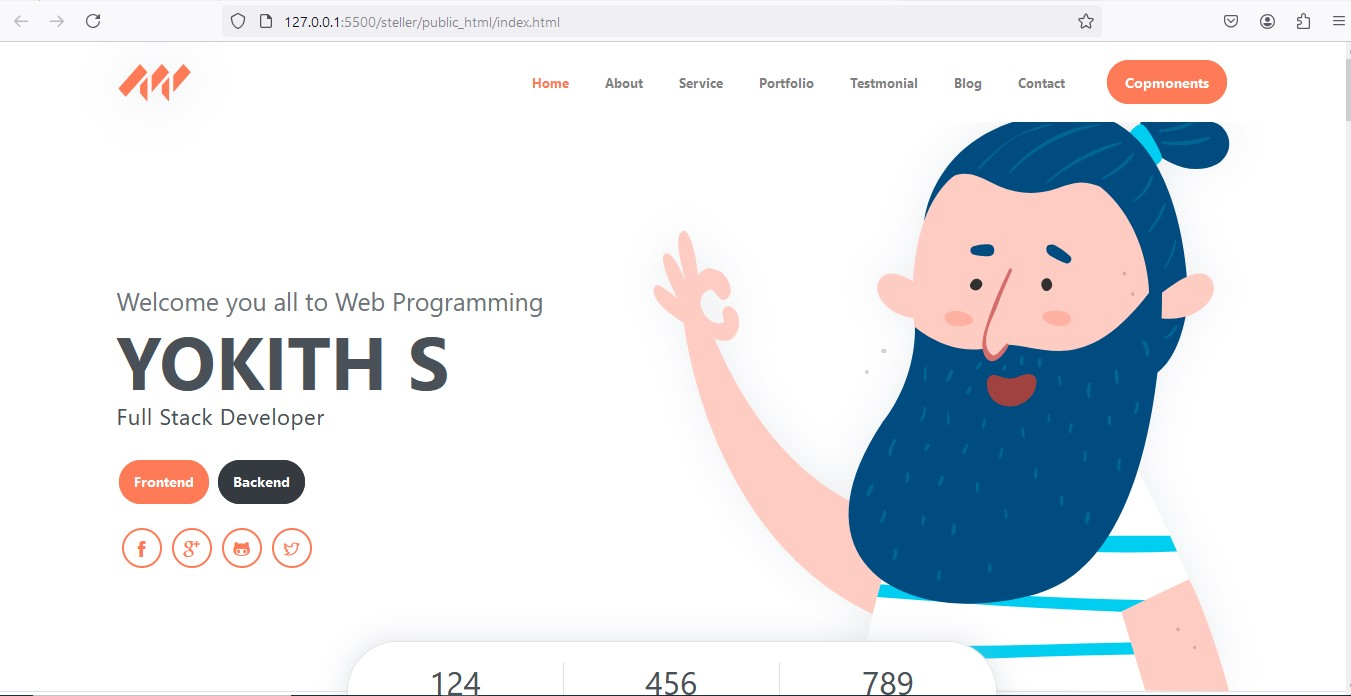 127.0.0.1:5500/steller/public_html/index.html
Home About Service Portfolio Testmonial Blog Contact Copmonents
Welcome you all to Web Programming
YOKITH S
Full Stack Developer
Frontend Backend
124 456 789